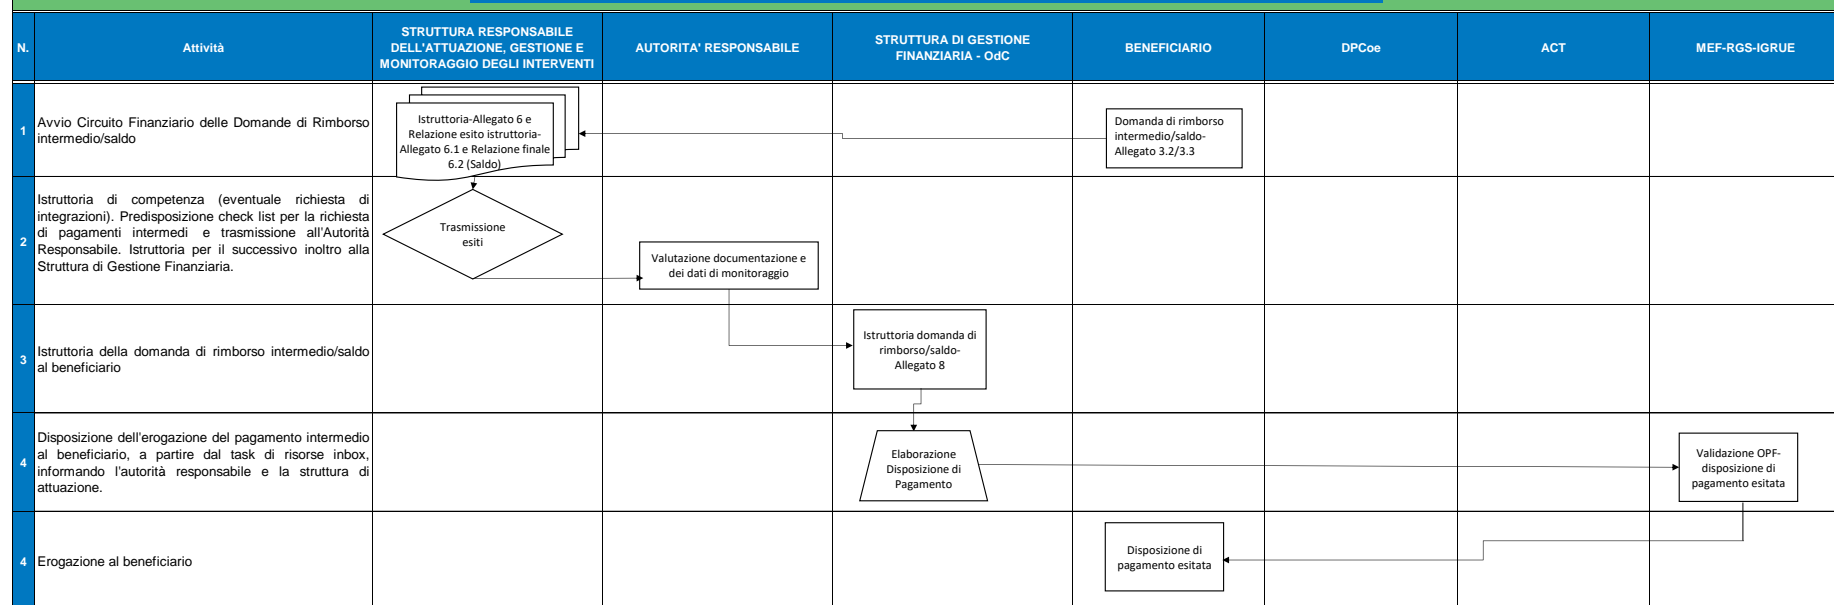 N.
Attività
STRUTTURA RESPONSABILE
DELL'ATTUAZIONE, GESTIONE E
MONITORAGGIO DEGLI INTERVENTI
AUTORITA' RESPONSABILE
STRUTTURA DI GESTIONE
FINANZIARIA - OdC
BENEFICIARIO
DPCoe
ACT
MEF-RGS-IGRUE
1
Avvio Circuito Finanziario delle Domande di Rimborso
intermedio/saldo
Istruttoria-Allegato 6 e
Relazione esito istruttoria-
Allegato 6.1 e Relazione finale
6.2 (Saldo)
Domanda di rimborso
intermedio/saldo-
Allegato 3.2/3.3
2
Istruttoria di competenza (eventuale richiesta di
integrazioni). Predisposizione check list per la richiesta
di pagamenti intermedi e trasmissione all'Autorità
Responsabile. Istruttoria per il successivo inoltro alla
Struttura di Gestione Finanziaria.
Trasmissione
esiti
Valutazione documentazione e
dei dati di monitoraggio
3
Istruttoria della domanda di rimborso intermedio/saldo
al beneficiario
Istruttoria domanda di
rimborso/saldo-
Allegato 8
4
Disposizione dell'erogazione del pagamento intermedio
al beneficiario, a partire dal task di risorse inbox,
informando l'autorità responsabile e la struttura di
attuazione.
Elaborazione
Disposizione di
Pagamento
Validazione OPF-
disposizione di
pagamento esitata
4
Erogazione al beneficiario
Disposizione di
pagamento esitata